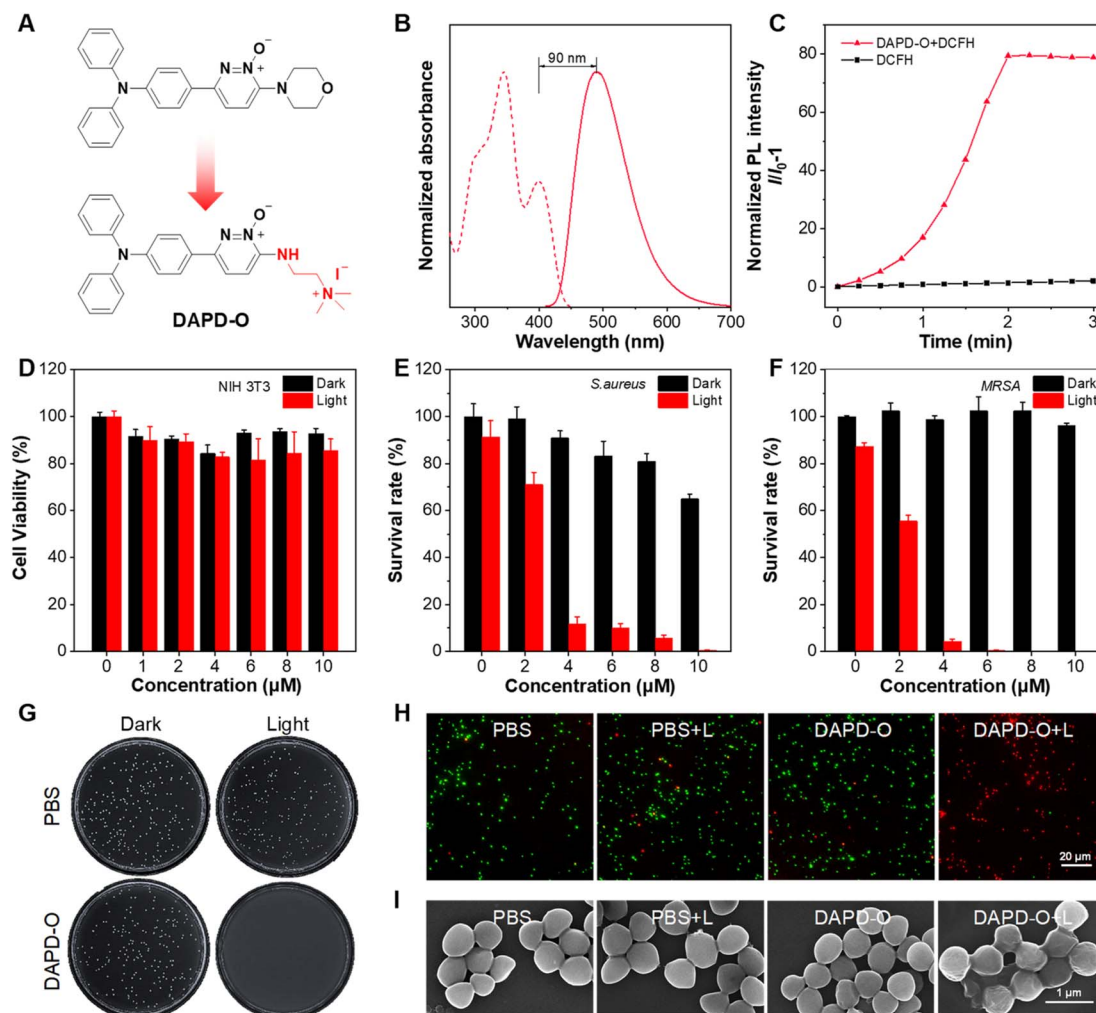 A
O⁻
N
N–N
+
N
O
O⁻
N
N–N
+
NH
I⁻
+N
DAPD-O
B
90 nm
Normalized absorbance
300
400
500
600
700
Wavelength (nm)
C
DAPD-O+DCFH
DCFH
Normalized PL intensity
I/I₀-1
80
60
40
20
0
0
1
2
3
Time (min)
D
NIH 3T3
Dark
Light
Cell Viability (%)
120
100
80
60
40
20
0
0 1 2 4 6 8 10
Concentration (μM)
E
S.aureus
Dark
Light
Survival rate (%)
120
100
80
60
40
20
0
0 2 4 6 8 10
Concentration (μM)
F
MRSA
Dark
Light
Survival rate (%)
120
100
80
60
40
20
0
0 2 4 6 8 10
Concentration (μM)
G
Dark
Light
PBS
DAPD-O
H
PBS
PBS+L
DAPD-O
DAPD-O+L
20 μm
I
PBS
PBS+L
DAPD-O
DAPD-O+L
1 μm